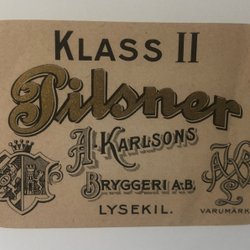 KLASS II
Pilsner
A. KARLSONS
BRYGGERI A.B.
LYSEKIL.
VARUMÄRKE